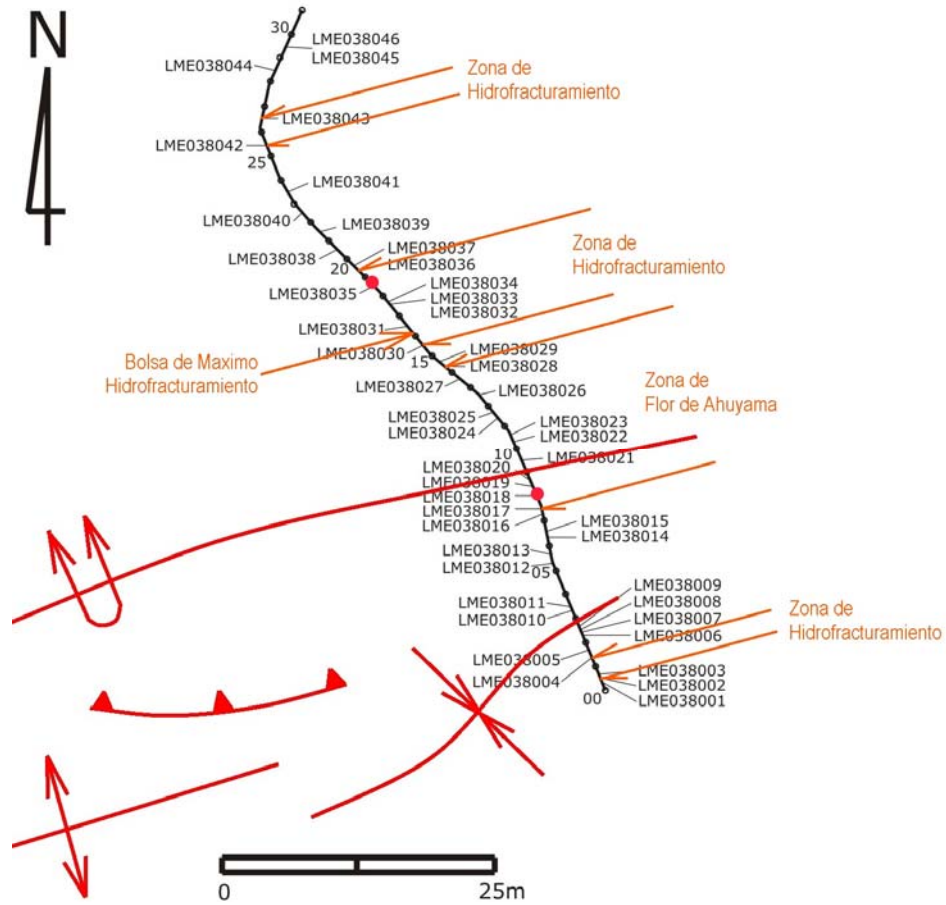 N
30
LME038046
LME038045
LME038044
Zona de
Hidrofracturamiento
LME038043
LME038042
25
LME038041
LME038040
LME038039
LME038038
LME038037
LME038036
20
Zona de
Hidrofracturamiento
LME038035
LME038034
LME038033
LME038032
LME038031
LME038030
15
LME038029
LME038028
Bolsa de Maximo
Hidrofracturamiento
LME038027
LME038026
Zona de
Flor de Ahuyama
LME038025
LME038024
LME038023
LME038022
10
LME038021
LME038020
LME038019
LME038018
LME038017
LME038016
LME038015
LME038014
LME038013
LME038012
05
LME038009
LME038008
LME038007
LME038006
LME038011
LME038010
Zona de
Hidrofracturamiento
LME038005
LME038004
LME038003
LME038002
LME038001
00
0
25m